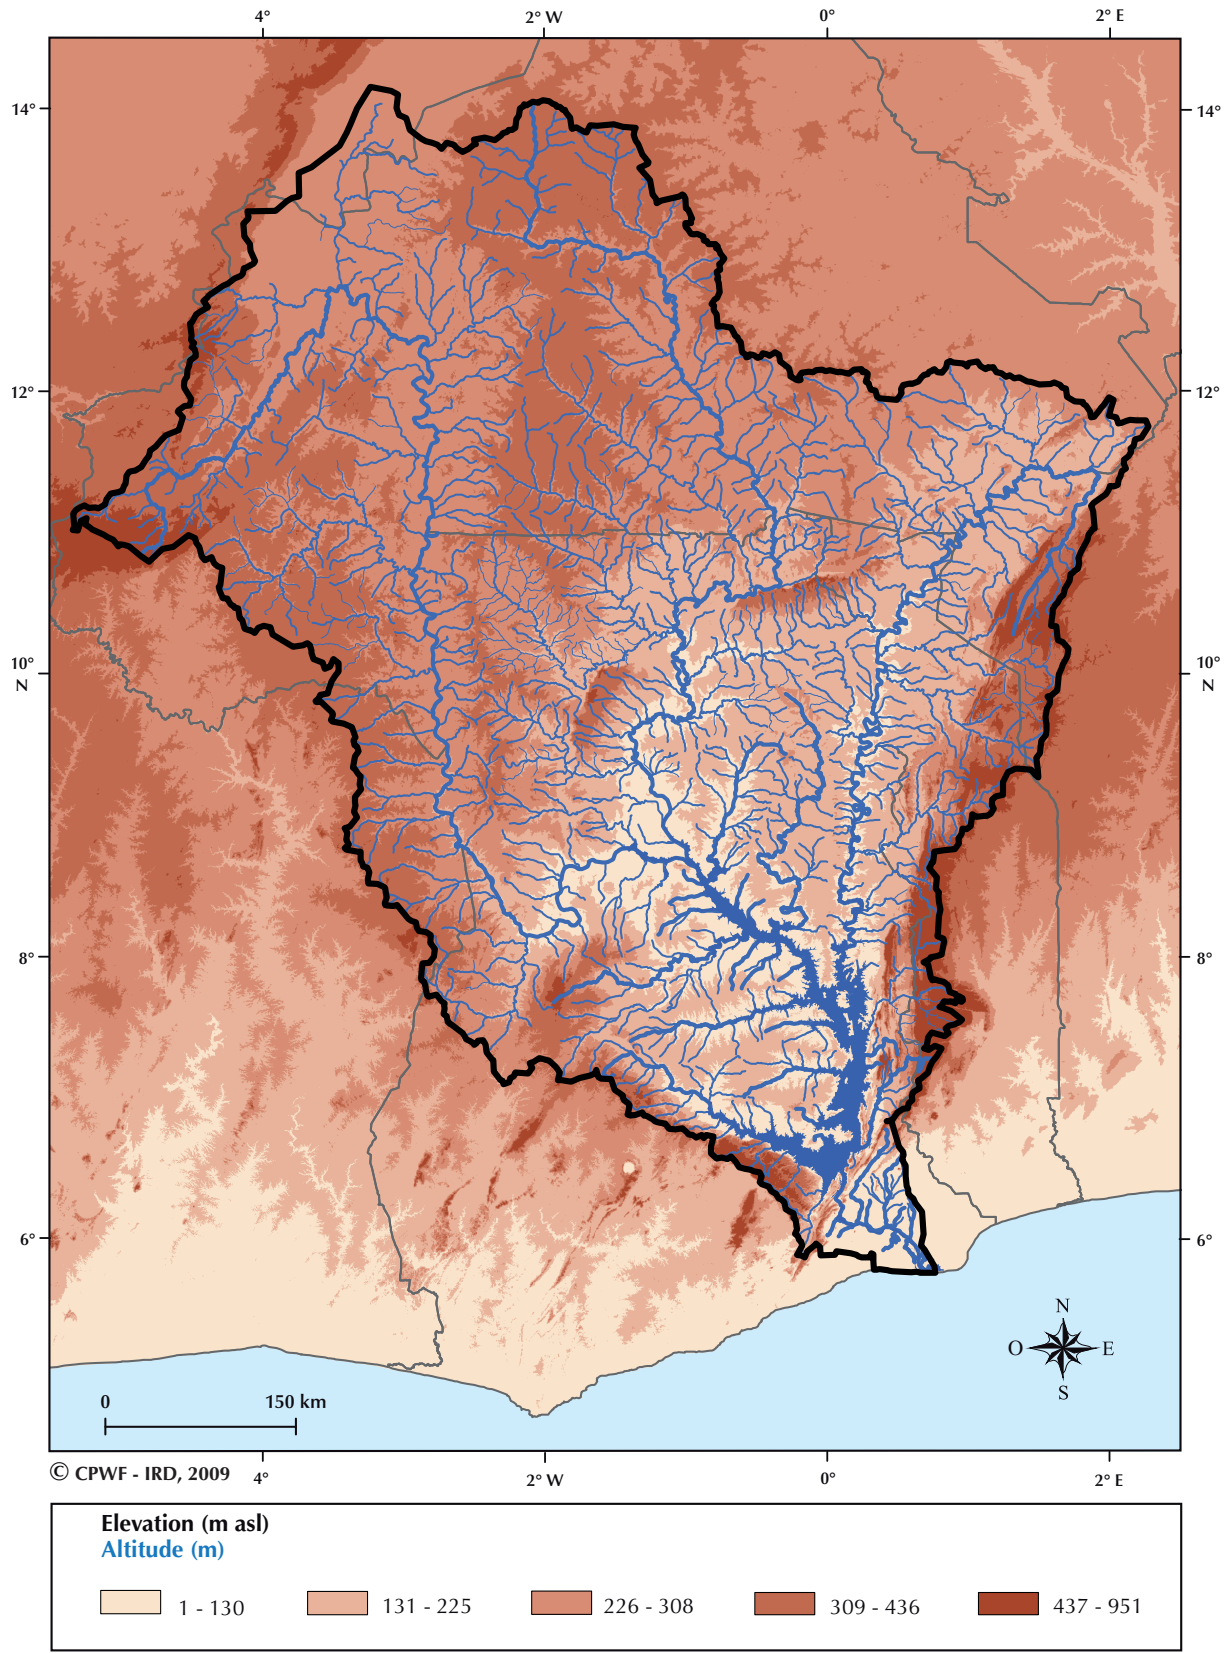 4° 2° W 0° 2° E
14° 14°
12° 12°
10° 10°
N N
8° 8°
6° 6°
N
O E
S
0 150 km
© CPWF - IRD, 2009
4° 2° W 0° 2° E
Elevation (m asl)
Altitude (m)
1 - 130 131 - 225 226 - 308 309 - 436 437 - 951